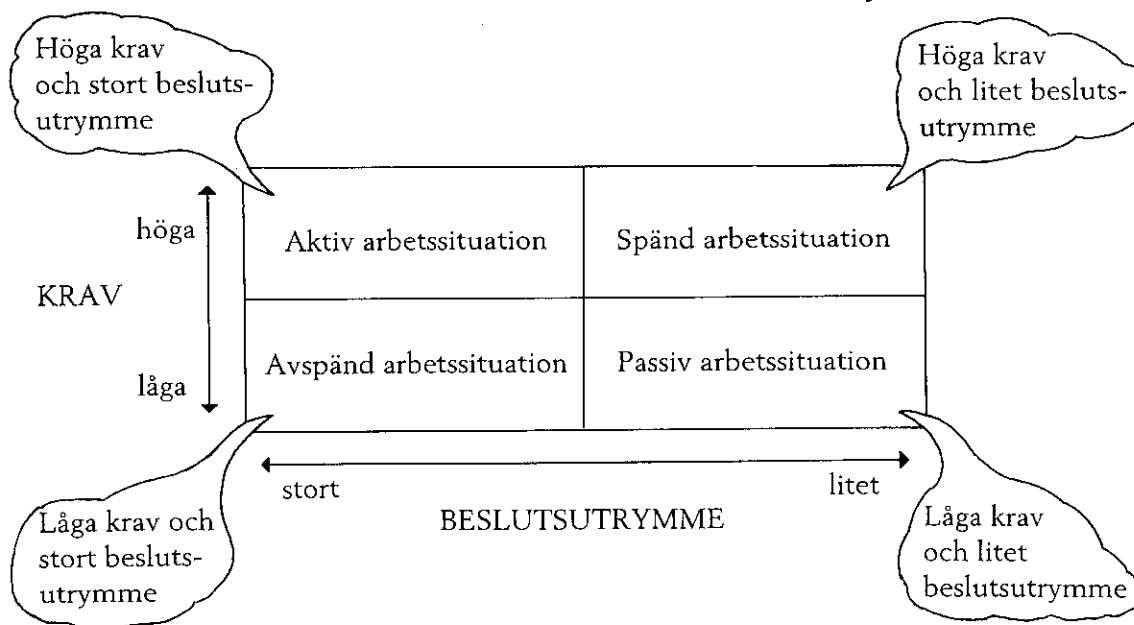 Höga krav
och stort besluts-
utrymme
Höga krav
och litet besluts-
utrymme
höga
Aktiv arbetssituation
Spänd arbetssituation
KRAV
låga
Avspänd arbetssituation
Passiv arbetssituation
stort
litet
BESLUTSUTRYMME
Låga krav och
stort besluts-
utrymme
Låga krav
och litet
beslutsutrymme